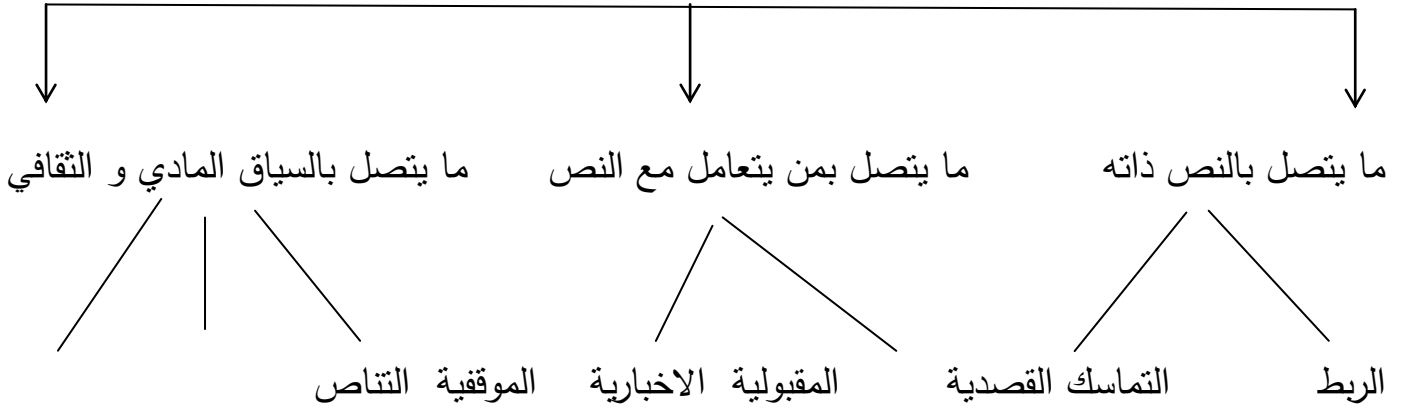 ما يتصل بالنص ذاته ما يتصل بمن يتعامل مع النص ما يتصل بالسياق المادي و الثقافي
الربط التماسك القصدية المقبولية الاخبارية الموقفية التناص